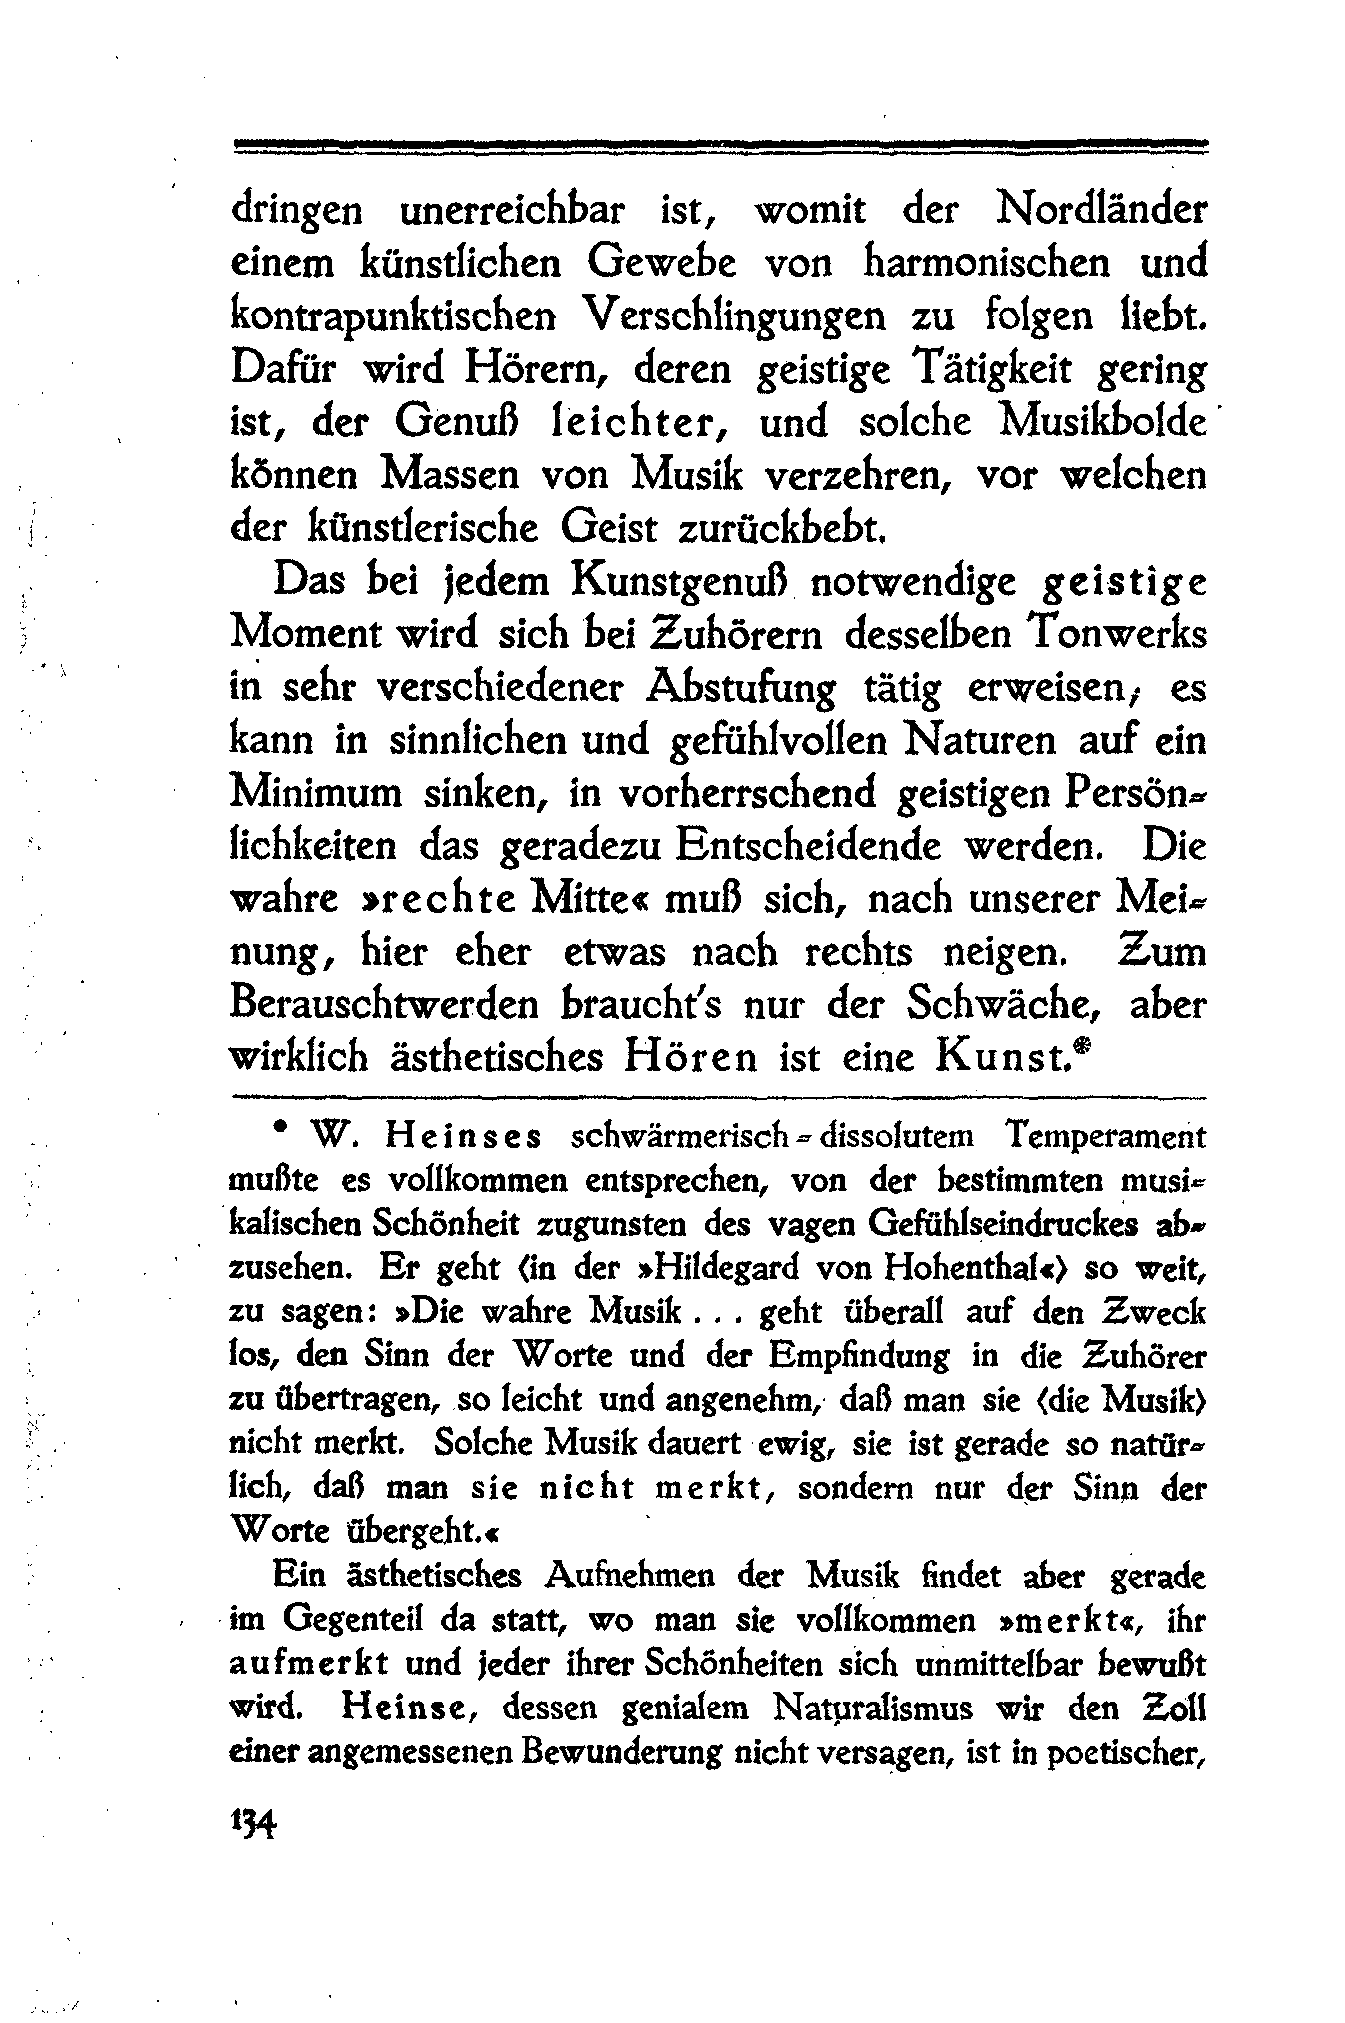 dringen unerreichbar ist, womit der Nordländer
einem künstlichen Gewebe von harmonischen und
kontrapunktischen Verschlingungen zu folgen liebt.
Dafür wird Hörern, deren geistige Tätigkeit gering
ist, der Genuß leichter, und solche Musikbolde
können Massen von Musik verzehren, vor welchen
der künstlerische Geist zurückbebt.
Das bei jedem Kunstgenuß notwendige geistige
Moment wird sich bei Zuhörern desselben Tonwerks
in sehr verschiedener Abstufung tätig erweisen; es
kann in sinnlichen und gefühlvollen Naturen auf ein
Minimum sinken, in vorherrschend geistigen Persön-
lichkeiten das geradezu Entscheidende werden. Die
wahre »rechte Mitte« muß sich, nach unserer Mei-
nung, hier eher etwas nach rechts neigen. Zum
Berauschtwerden braucht's nur der Schwäche, aber
wirklich ästhetisches Hören ist eine Kunst.*
* W. Heinses schwärmerisch-dissolutem Temperament
mußte es vollkommen entsprechen, von der bestimmten musi-
kalischen Schönheit zugunsten des vagen Gefühlseindruckes ab-
zusehen. Er geht (in der »Hildegard von Hohenthal«) so weit,
zu sagen: »Die wahre Musik . . . geht überall auf den Zweck
los, den Sinn der Worte und der Empfindung in die Zuhörer
zu übertragen, so leicht und angenehm, daß man sie (die Musik)
nicht merkt. Solche Musik dauert ewig, sie ist gerade so natür-
lich, daß man sie nicht merkt, sondern nur der Sinn der
Worte übergeht.«
Ein ästhetisches Aufnehmen der Musik findet aber gerade
im Gegenteil da statt, wo man sie vollkommen »merkt«, ihr
aufmerkt und jeder ihrer Schönheiten sich unmittelbar bewußt
wird. Heinse, dessen genialem Naturalismus wir den Zoll
einer angemessenen Bewunderung nicht versagen, ist in poetischer,
134